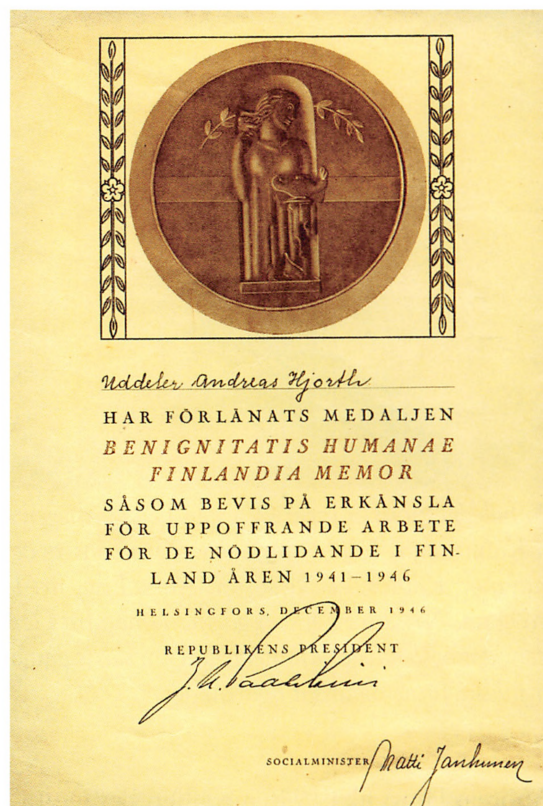 Uddeler Andreas Hjorth
HAR FÖRLÄNATS MEDALJEN
BENIGNITATIS HUMANAE
FINLANDIA MEMOR
SÅSOM BEVIS PÅ ERKÄNSLA
FÖR UPPOFFRANDE ARBETE
FÖR DE NÖDLIDANDE I FIN-
LAND ÅREN 1941–1946
HELSINGFORS, DECEMBER 1946
REPUBLIKENS PRESIDENT
J. K. Paasikivi
SOCIALMINISTER Matti Janhunen